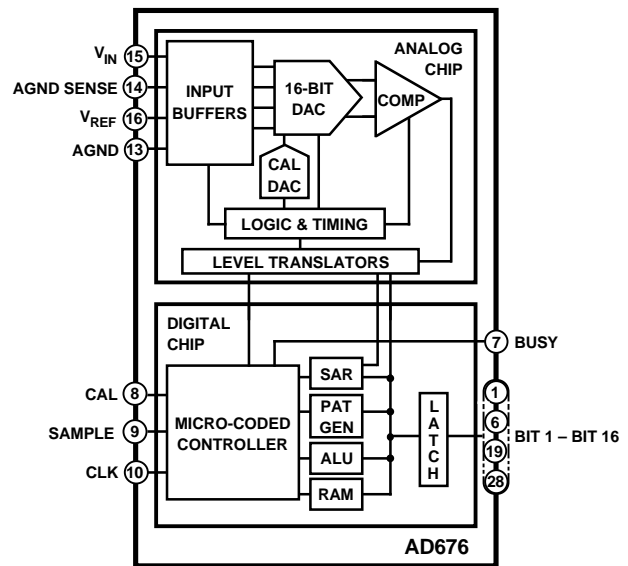 ANALOG
CHIP
V_IN 15
AGND SENSE 14
V_REF 16
AGND 13
INPUT
BUFFERS
16-BIT
DAC
COMP
CAL
DAC
LOGIC & TIMING
LEVEL TRANSLATORS
DIGITAL
CHIP
7 BUSY
CAL 8
SAMPLE 9
CLK 10
MICRO-CODED
CONTROLLER
SAR
PAT
GEN
ALU
RAM
L
A
T
C
H
1
6
19
28
BIT 1 – BIT 16
AD676